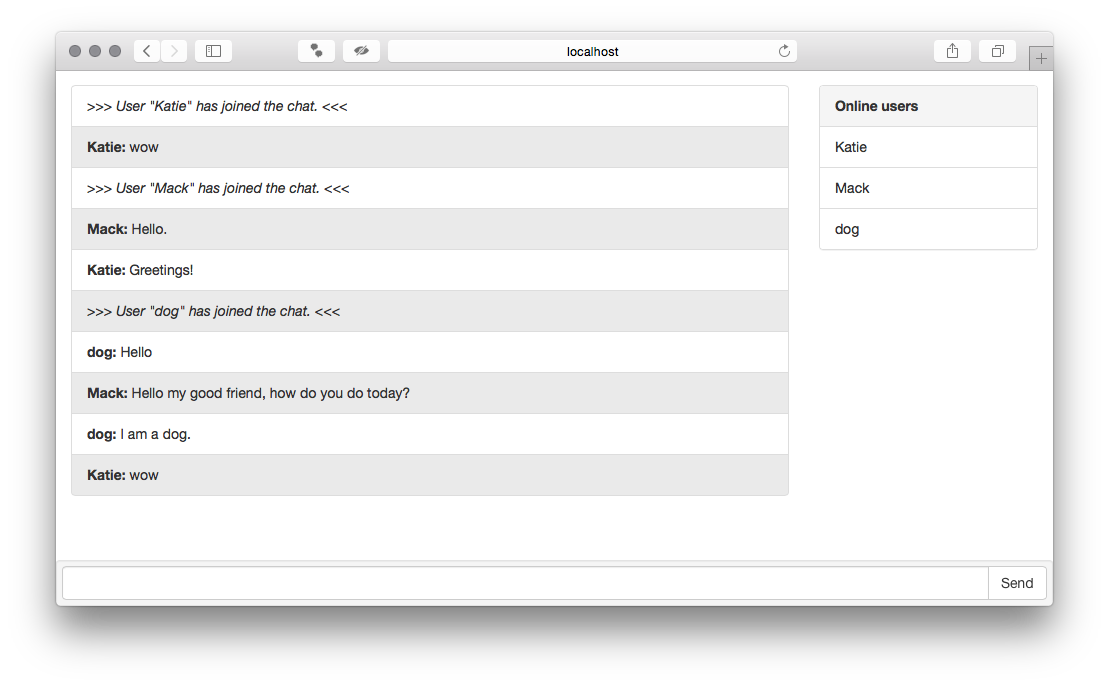 localhost
>>> User "Katie" has joined the chat. <<<
Katie: wow
>>> User "Mack" has joined the chat. <<<
Mack: Hello.
Katie: Greetings!
>>> User "dog" has joined the chat. <<<
dog: Hello
Mack: Hello my good friend, how do you do today?
dog: I am a dog.
Katie: wow
Online users
Katie
Mack
dog
Send